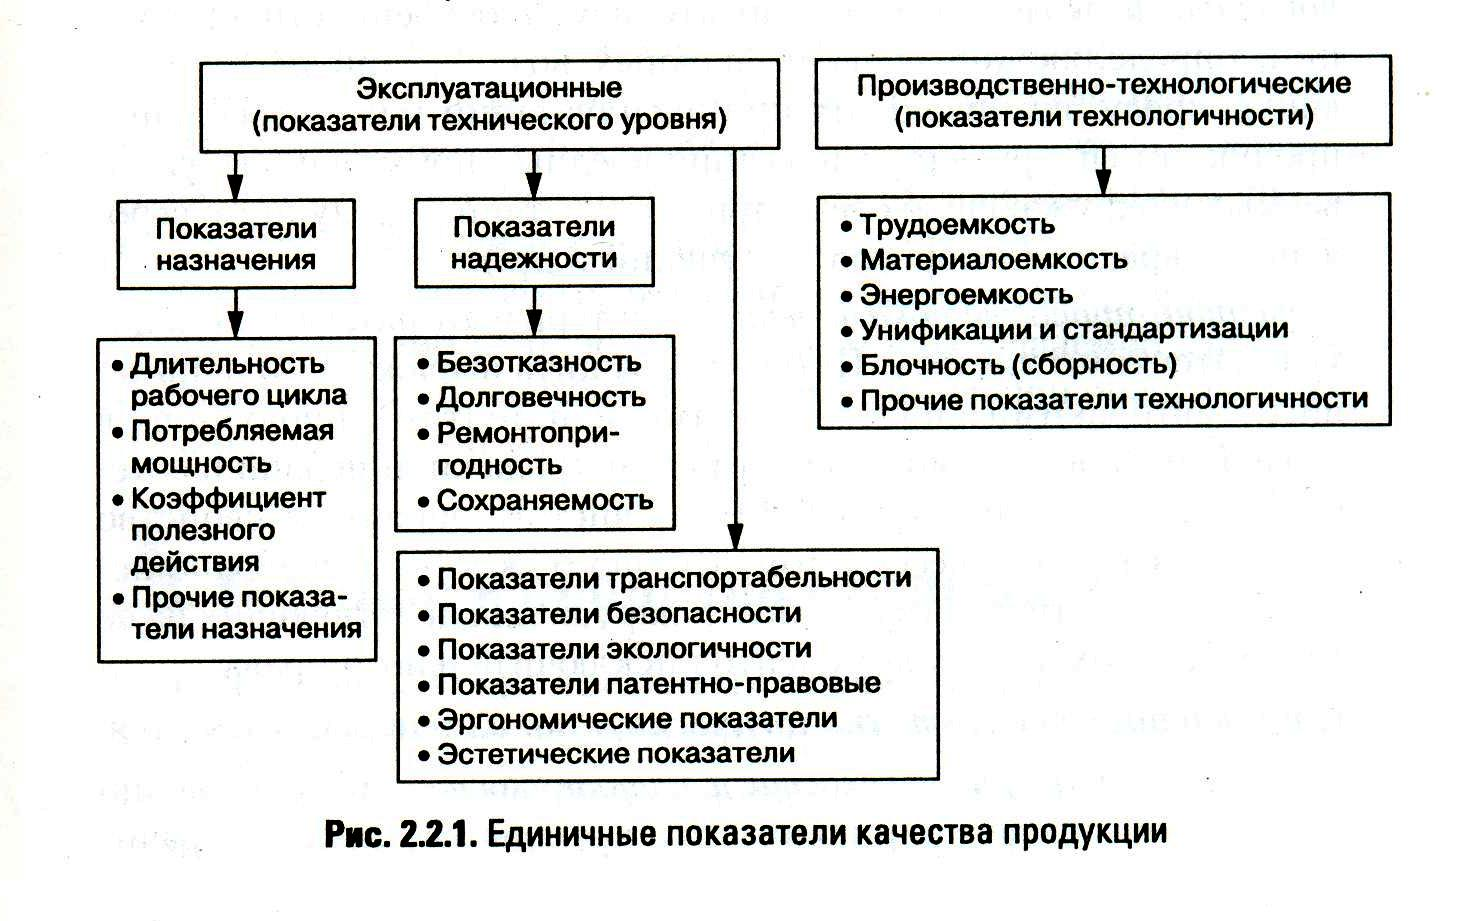 Эксплуатационные
(показатели технического уровня)
Производственно-технологические
(показатели технологичности)
Показатели
назначения
Показатели
надежности
• Трудоемкость
• Материалоемкость
• Энергоемкость
• Унификации и стандартизации
• Блочность (сборность)
• Прочие показатели технологичности
• Длительность
рабочего цикла
• Потребляемая
мощность
• Коэффициент
полезного
действия
• Прочие показа-
тели назначения
• Безотказность
• Долговечность
• Ремонтопри-
годность
• Сохраняемость
• Показатели транспортабельности
• Показатели безопасности
• Показатели экологичности
• Показатели патентно-правовые
• Эргономические показатели
• Эстетические показатели
Рис. 2.2.1. Единичные показатели качества продукции